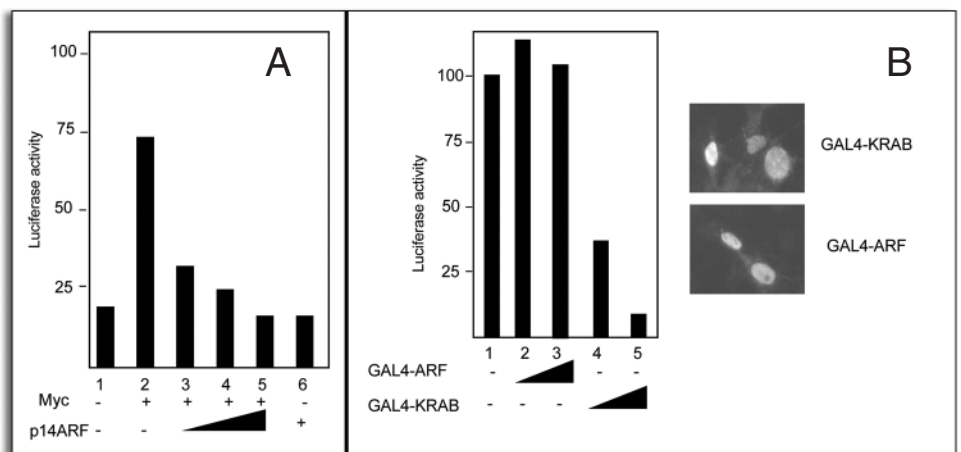 A
100
75
50
25
Luciferase activity
1 2 3 4 5 6
Myc - + + + + -
p14ARF - - +
B
100
75
50
25
Luciferase activity
1 2 3 4 5
GAL4-ARF - - -
GAL4-KRAB - - -
GAL4-KRAB
GAL4-ARF